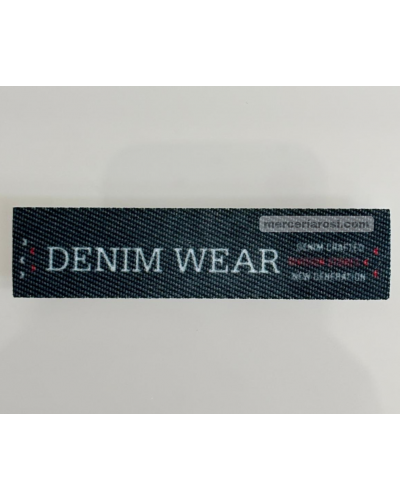 merceriarosi.com
DENIM WEAR
DENIM CRAFTED
NEW GENERATION